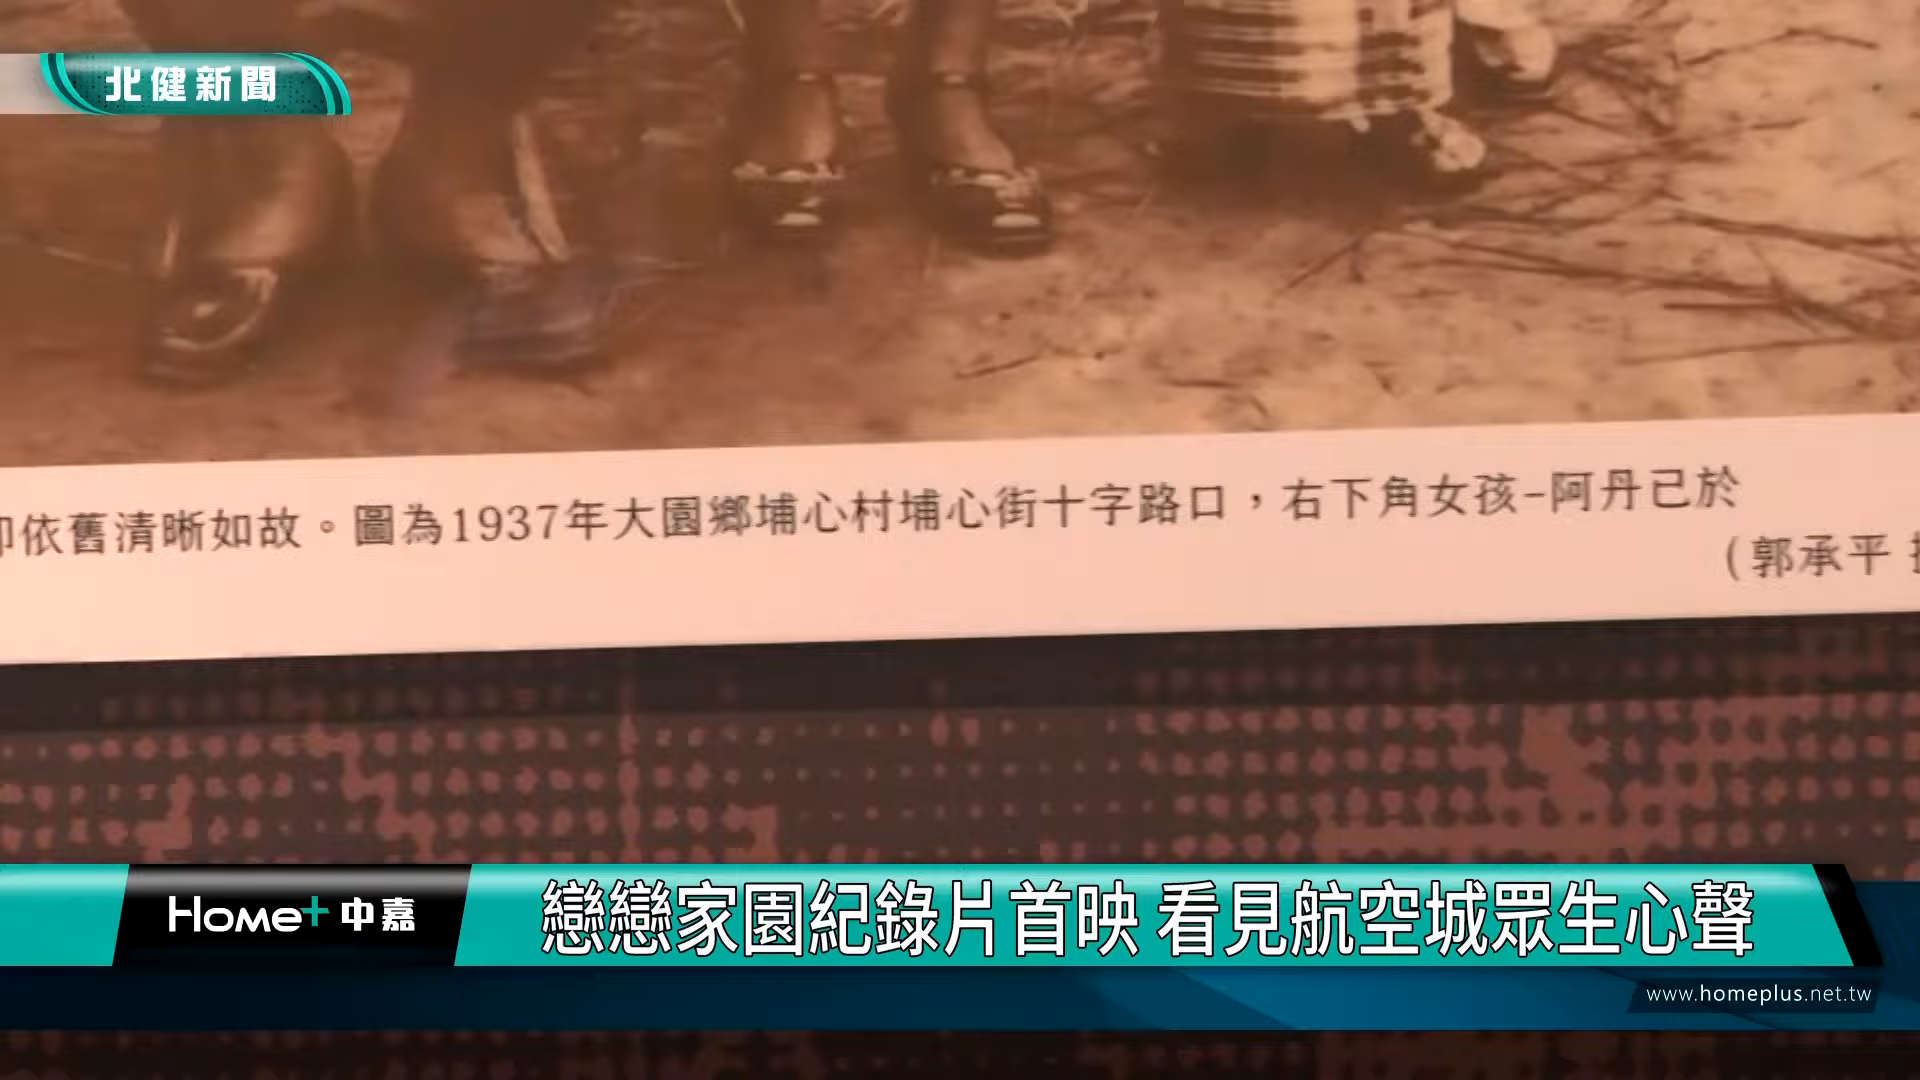 北健新聞
依舊清晰如故。圖為1937年大園鄉埔心村埔心街十字路口，右下角女孩-阿丹己於
(郭承平
Home+中嘉
戀戀家園紀錄片首映 看見航空城眾生心聲
www.homeplus.net.tw